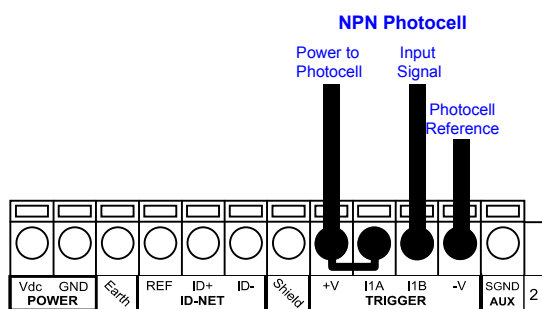 NPN Photocell
Power to
Photocell
Input
Signal
Photocell
Reference
Vdc GND Earth REF ID+ ID- Shield +V I1A I1B -V SGND 2
POWER ID-NET TRIGGER AUX